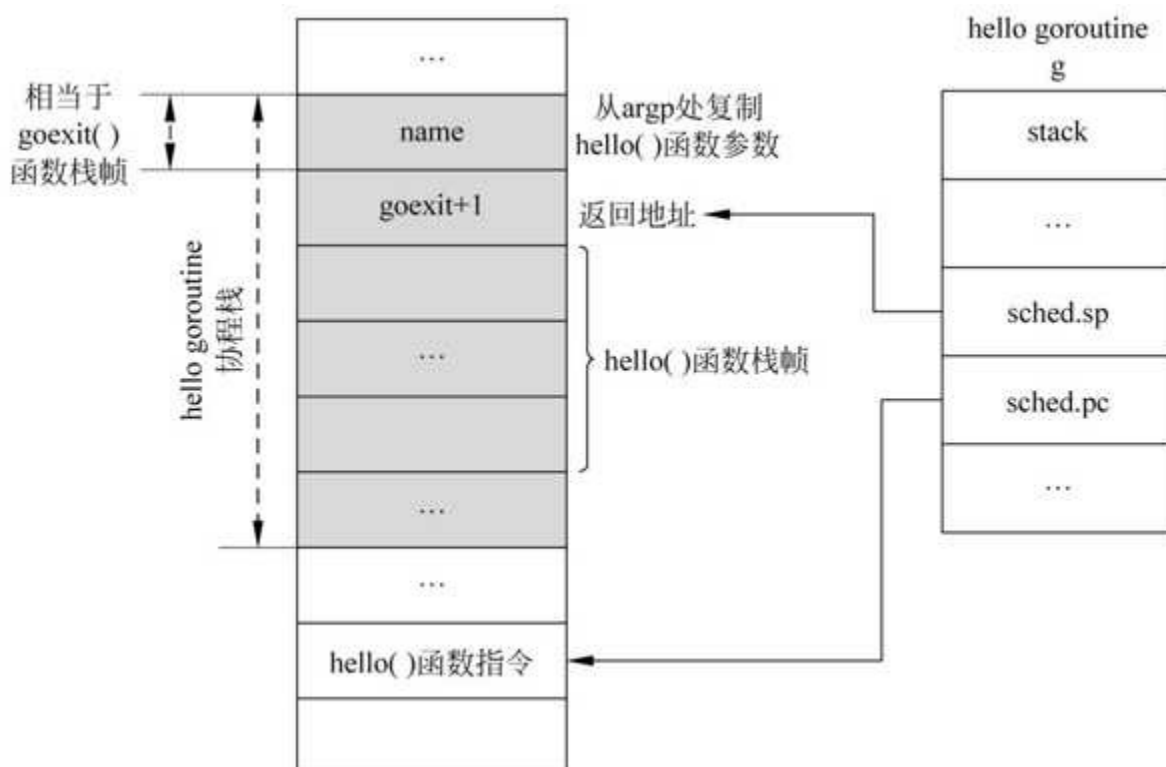 …
相当于
goexit( )
函数栈帧
name
从argp处复制
hello( )函数参数
goexit+1
返回地址
hello goroutine
协程栈
…
hello( )函数栈帧
…
…
hello( )函数指令
hello goroutine
g
stack
…
sched.sp
sched.pc
…